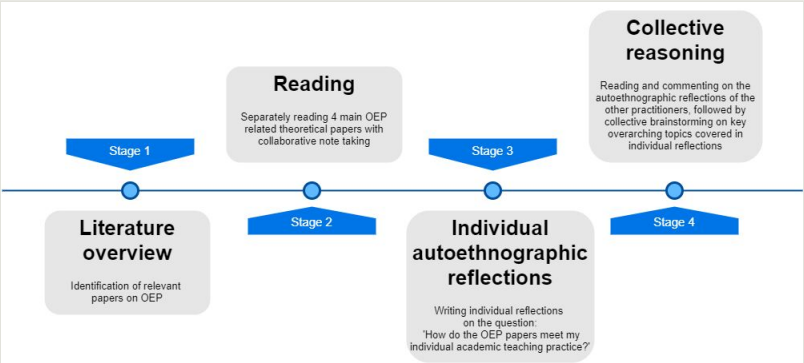 Stage 1
Literature
overview
Identification of relevant
papers on OEP
Reading
Separately reading 4 main OEP
related theoretical papers with
collaborative note taking
Stage 2
Stage 3
Individual
autoethnographic
reflections
Writing individual reflections
on the question:
'How do the OEP papers meet my
individual academic teaching practice?'
Collective
reasoning
Reading and commenting on the
autoethnographic reflections of the
other practitioners, followed by
collective brainstorming on key
overarching topics covered in
individual reflections
Stage 4